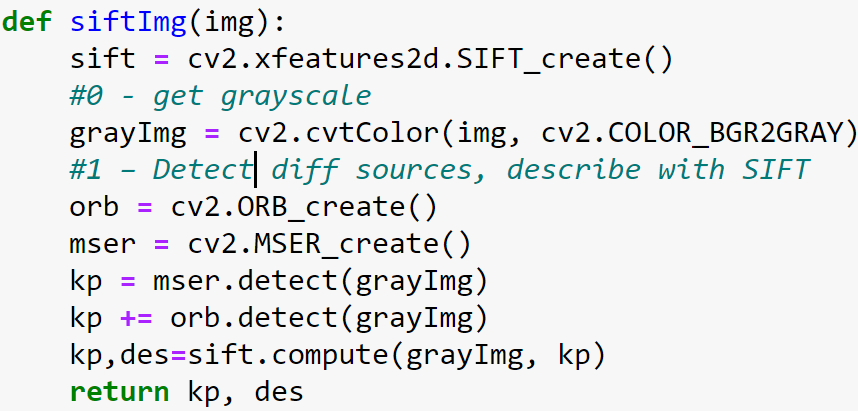 def siftImg(img):
    sift = cv2.xfeatures2d.SIFT_create()
    #0 - get grayscale
    grayImg = cv2.cvtColor(img, cv2.COLOR_BGR2GRAY)
    #1 – Detect diff sources, describe with SIFT
    orb = cv2.ORB_create()
    mser = cv2.MSER_create()
    kp = mser.detect(grayImg)
    kp += orb.detect(grayImg)
    kp,des=sift.compute(grayImg, kp)
    return kp, des